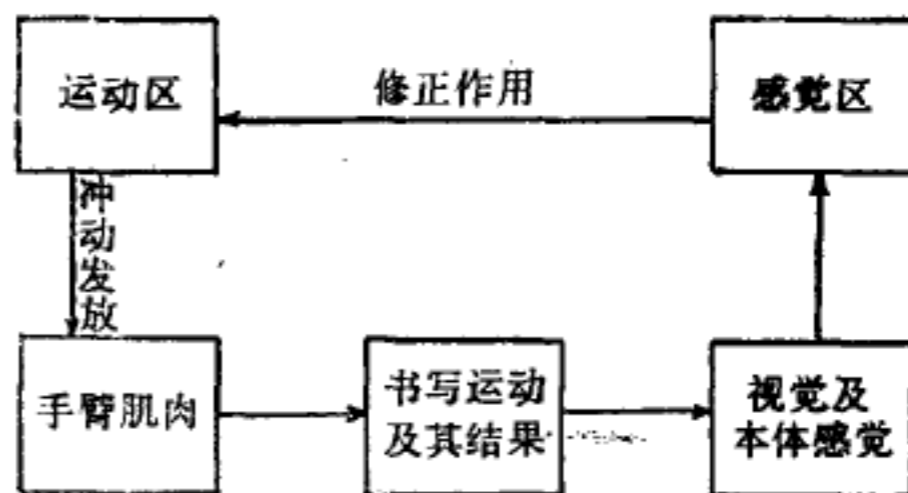 运动区
修正作用
感觉区
冲动发放
手臂肌肉
书写运动
及其结果
视觉及
本体感觉